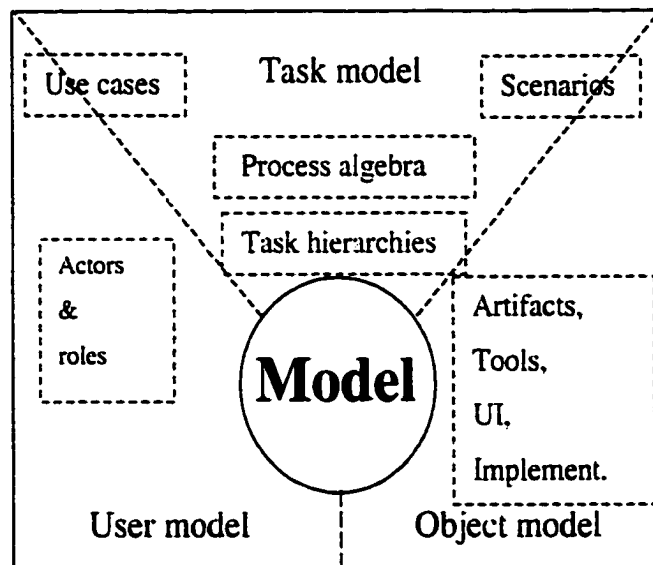 Task model
Use cases
Scenarios
Process algebra
Task hierarchies
Actors
&
roles
Model
Artifacts,
Tools,
UI,
Implement.
User model
Object model